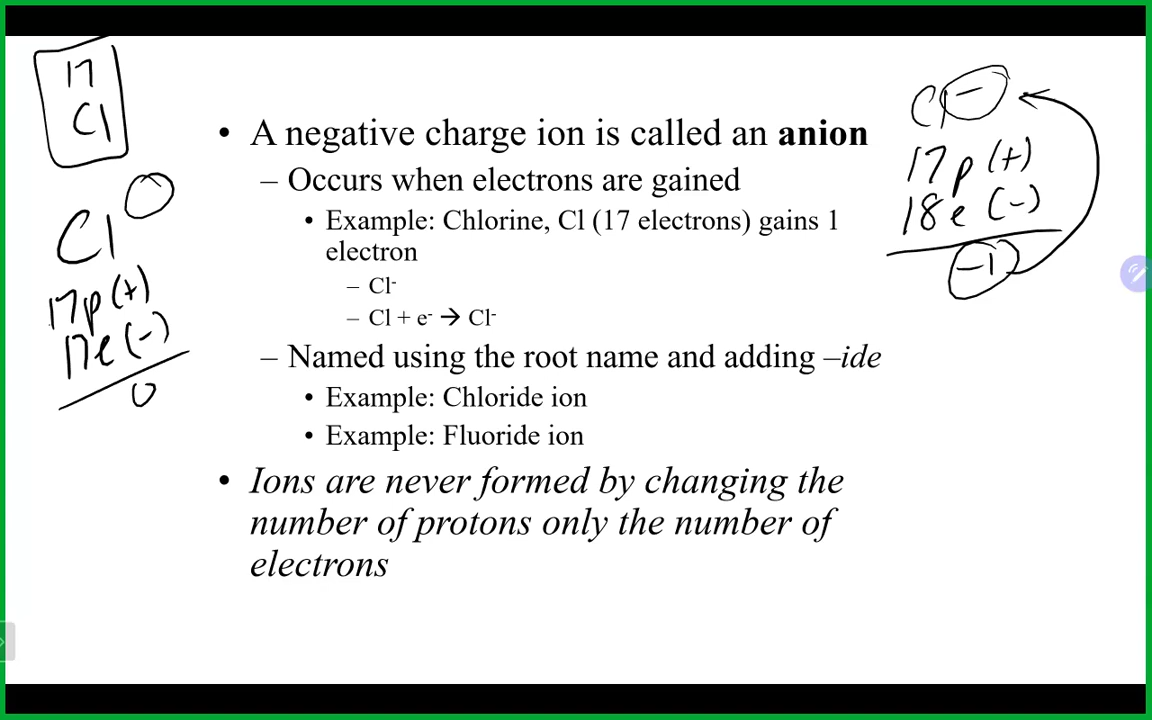 17
Cl
Cl
17p (+)
17e (-)
0
• A negative charge ion is called an anion
– Occurs when electrons are gained
• Example: Chlorine, Cl (17 electrons) gains 1
electron
– Cl⁻
– Cl + e⁻ → Cl⁻
– Named using the root name and adding –ide
• Example: Chloride ion
• Example: Fluoride ion
• Ions are never formed by changing the
number of protons only the number of
electrons
Cl⁻
17p (+)
18e (-)
-1